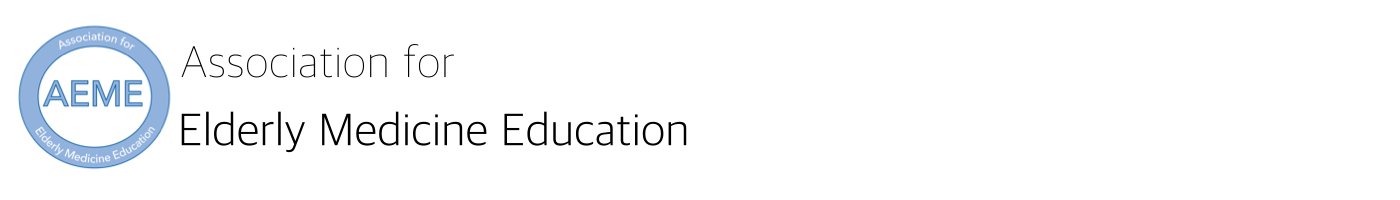 Association for
AEME
Elderly Medicine Education
Association for
Elderly Medicine Education